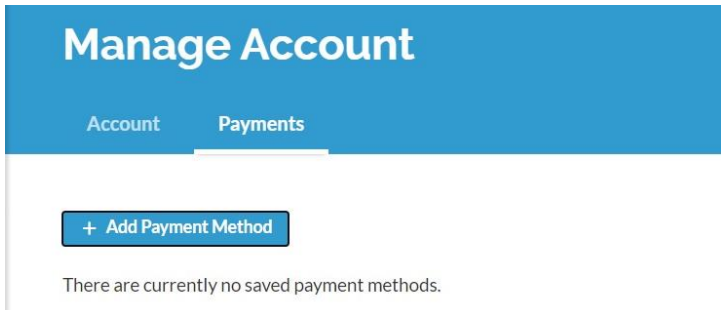 Manage Account
Account Payments
+ Add Payment Method
There are currently no saved payment methods.